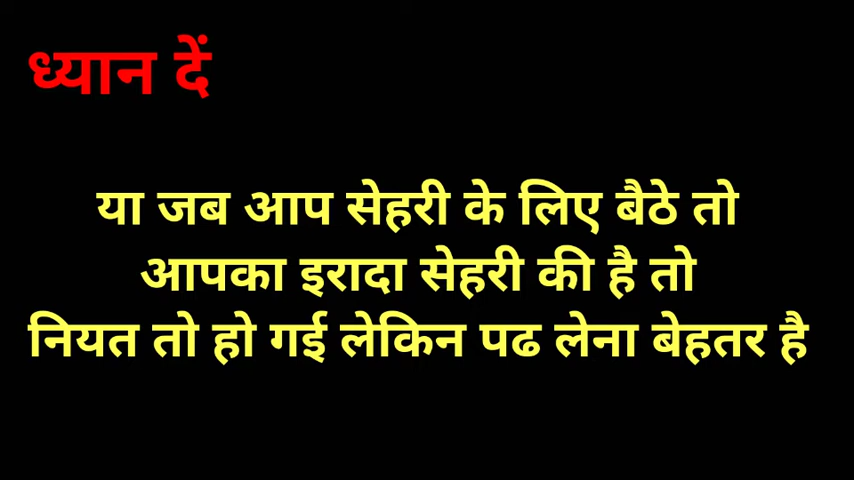 ध्यान दें
या जब आप सेहरी के लिए बैठे तो
आपका इरादा सेहरी की है तो
नियत तो हो गई लेकिन पढ लेना बेहतर है